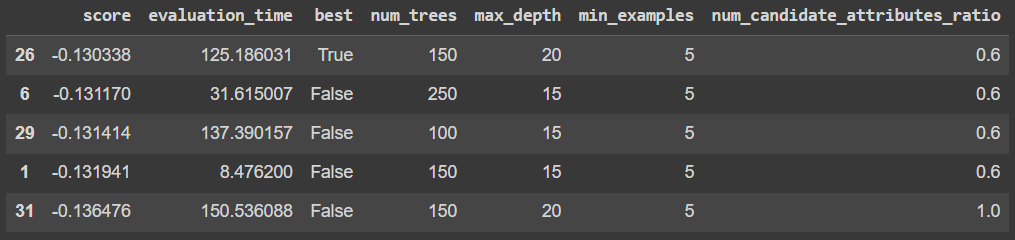 score evaluation_time best num_trees max_depth min_examples num_candidate_attributes_ratio
26 -0.130338 125.186031 True 150 20 5 0.6
6 -0.131170 31.615007 False 250 15 5 0.6
29 -0.131414 137.390157 False 100 15 5 0.6
1 -0.131941 8.476200 False 150 15 5 0.6
31 -0.136476 150.536088 False 150 20 5 1.0